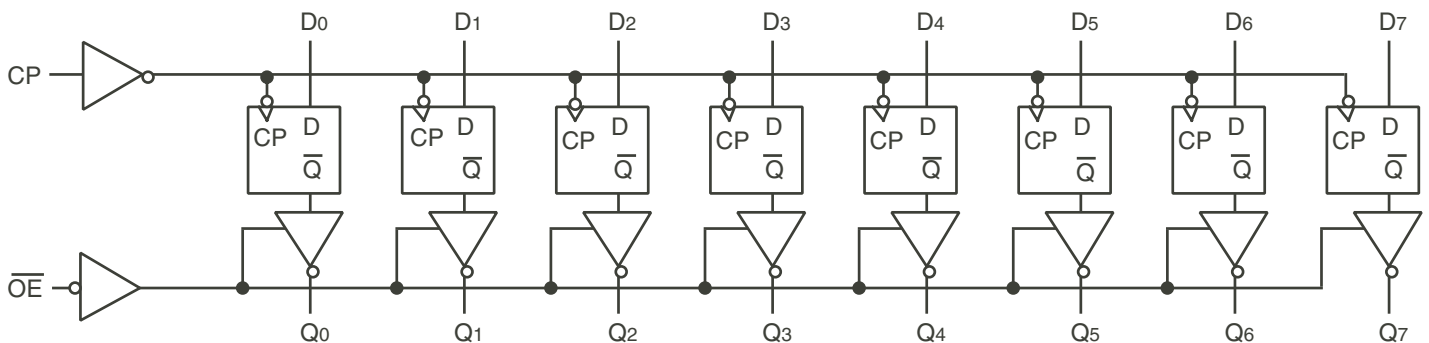 D0 D1 D2 D3 D4 D5 D6 D7
CP
CP D CP D CP D CP D CP D CP D CP D CP D
Q̅ Q̅ Q̅ Q̅ Q̅ Q̅ Q̅ Q̅
O̅E̅
Q0 Q1 Q2 Q3 Q4 Q5 Q6 Q7